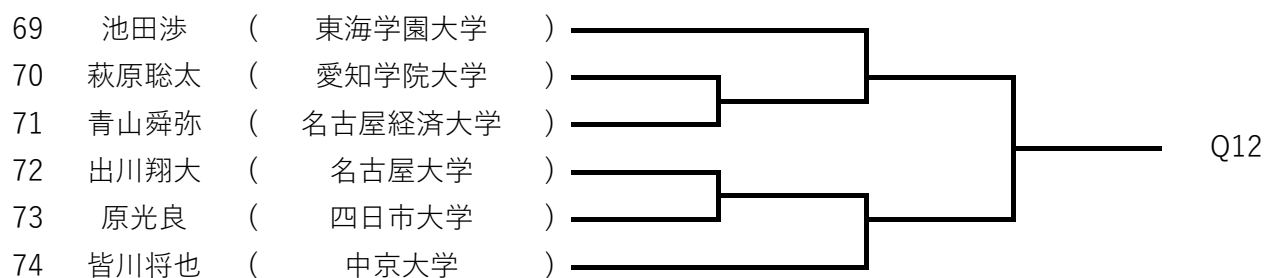 69 池田渉 ( 東海学園大学 )
70 萩原聡太 ( 愛知学院大学 )
71 青山舜弥 ( 名古屋経済大学 )
72 出川翔大 ( 名古屋大学 )
Q12
73 原光良 ( 四日市大学 )
74 皆川将也 ( 中京大学 )